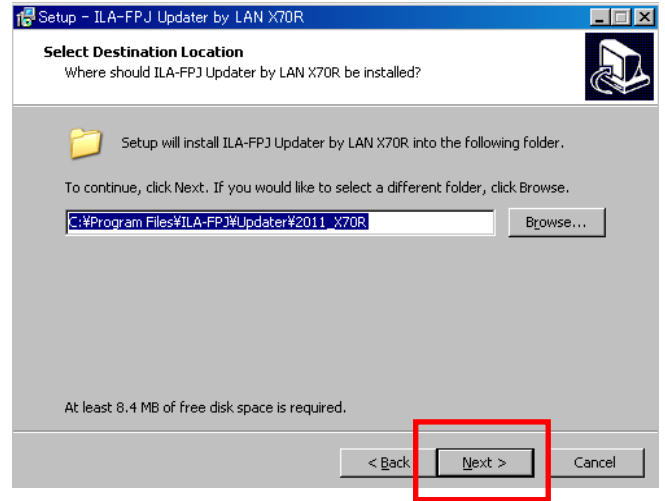 Setup - ILA-FPJ Updater by LAN X70R
Select Destination Location
Where should ILA-FPJ Updater by LAN X70R be installed?
Setup will install ILA-FPJ Updater by LAN X70R into the following folder.
To continue, click Next. If you would like to select a different folder, click Browse.
C:¥Program Files¥ILA-FPJ¥Updater¥2011_X70R
Browse...
At least 8.4 MB of free disk space is required.
< Back
Next >
Cancel